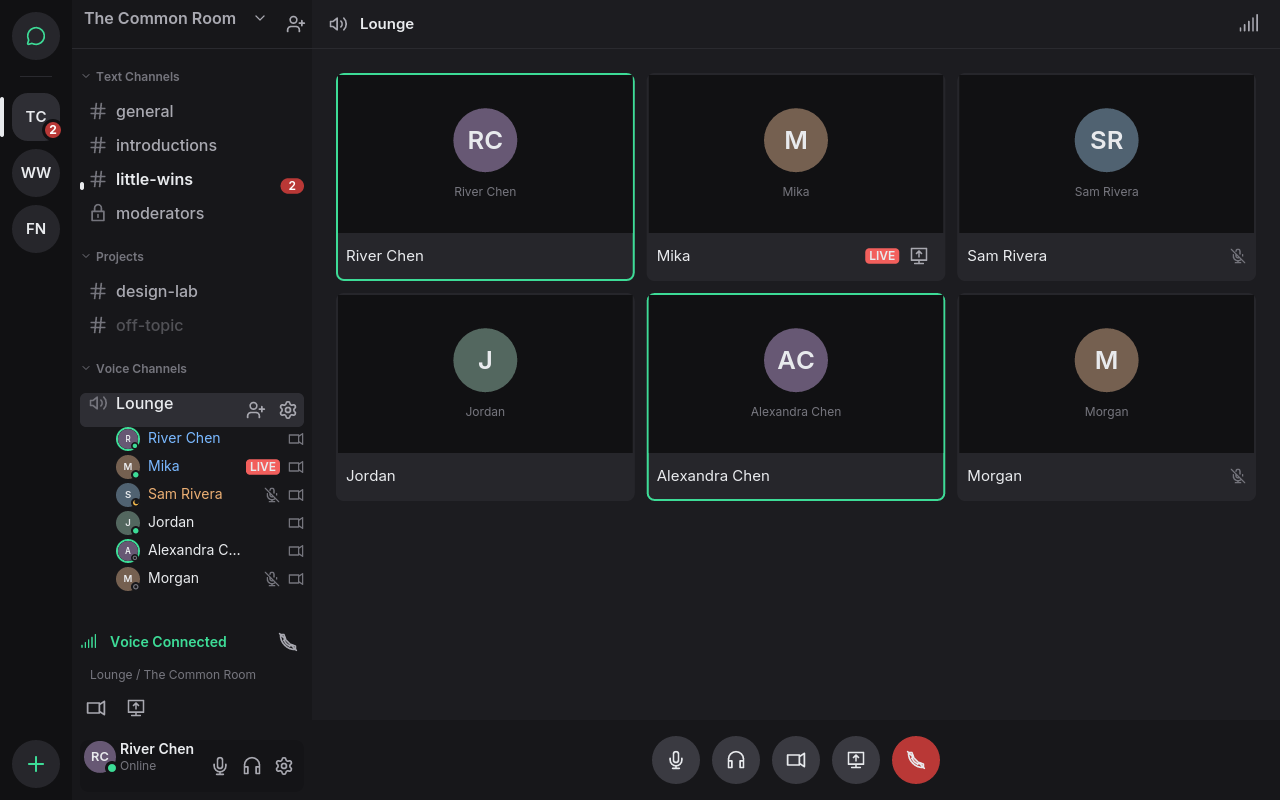 TC
2
WW
FN
The Common Room
Text Channels
general
introductions
little-wins
2
moderators
Projects
design-lab
off-topic
Voice Channels
Lounge
R River Chen
M Mika LIVE
S Sam Rivera
J Jordan
A Alexandra C...
M Morgan
Voice Connected
Lounge / The Common Room
RC
River Chen
Online
Lounge
RC
River Chen
River Chen
M
Mika
Mika LIVE
SR
Sam Rivera
Sam Rivera
J
Jordan
Jordan
AC
Alexandra Chen
Alexandra Chen
M
Morgan
Morgan